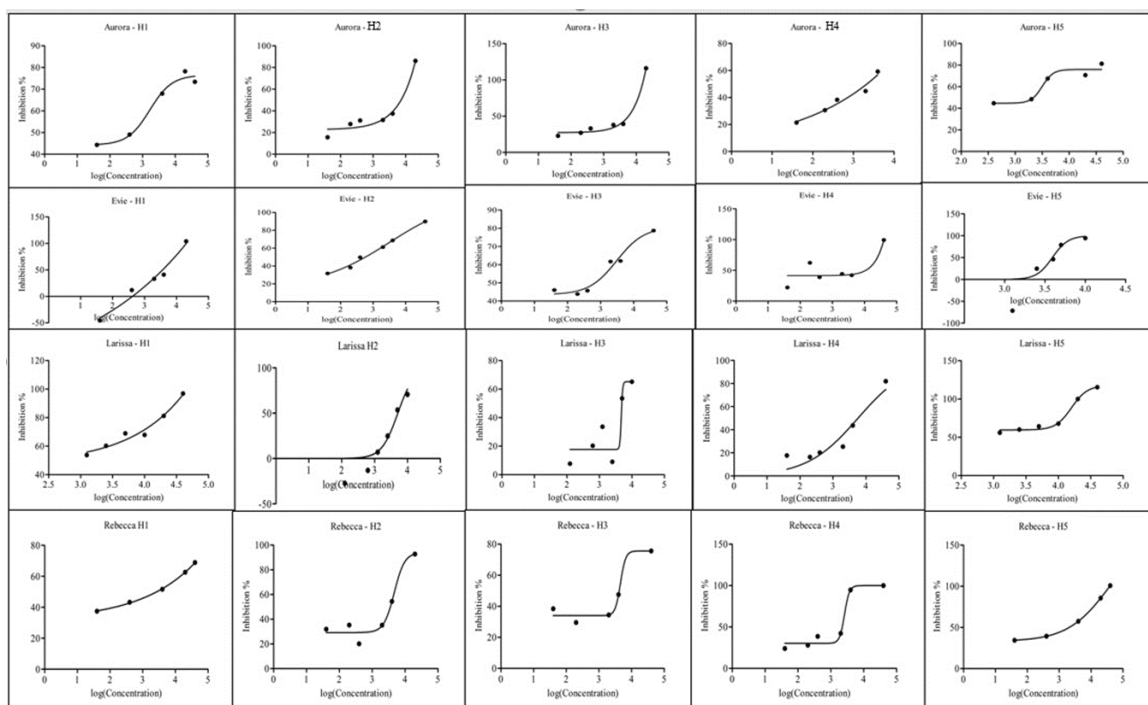 Aurora - H1
Inhibition %
90
80
70
60
50
40
0 1 2 3 4 5
log(Concentration)
Aurora - H2
Inhibition %
100
80
60
40
20
0
0 1 2 3 4 5
log(Concentration)
Aurora - H3
Inhibition %
150
100
50
0
0 1 2 3 4 5
log(Concentration)
Aurora - H4
Inhibition %
80
60
40
20
0
0 1 2 3 4
log(Concentration)
Aurora - H5
Inhibition %
100
80
60
40
20
0
2.0 2.5 3.0 3.5 4.0 4.5 5.0
log(Concentration)
Evie - H1
Inhibition %
150
100
50
0
-50
1 2 3 4 5
log(Concentration)
Evie - H2
Inhibition %
100
80
60
40
20
0
0 1 2 3 4 5
log(Concentration)
Evie - H3
Inhibition %
90
80
70
60
50
40
0 1 2 3 4 5
log(Concentration)
Evie - H4
Inhibition %
150
100
50
0
0 1 2 3 4 5
log(Concentration)
Evie - H5
Inhibition %
150
100
50
0
-50
-100
3.0 3.5 4.0 4.5
log(Concentration)
Larissa - H1
Inhibition %
120
100
80
60
40
2.5 3.0 3.5 4.0 4.5 5.0
log(Concentration)
Larissa H2
Inhibition %
100
50
0
-50
1 2 3 4 5
log(Concentration)
Larissa - H3
Inhibition %
80
60
40
20
0
0 1 2 3 4 5
log(Concentration)
Larissa - H4
Inhibition %
100
80
60
40
20
0
0 1 2 3 4 5
log(Concentration)
Larissa - H5
Inhibition %
150
100
50
0
2.5 3.0 3.5 4.0 4.5 5.0
log(Concentration)
Rebecca H1
Inhibition %
80
60
40
20
0
0 1 2 3 4 5
log(Concentration)
Rebecca - H2
Inhibition %
100
80
60
40
20
0
0 1 2 3 4 5
log(Concentration)
Rebecca - H3
Inhibition %
80
60
40
20
0
0 1 2 3 4 5
log(Concentration)
Rebecca - H4
Inhibition %
150
100
50
0
0 1 2 3 4 5
log(Concentration)
Rebecca - H5
Inhibition %
150
100
50
0
0 1 2 3 4 5
log(Concentration)